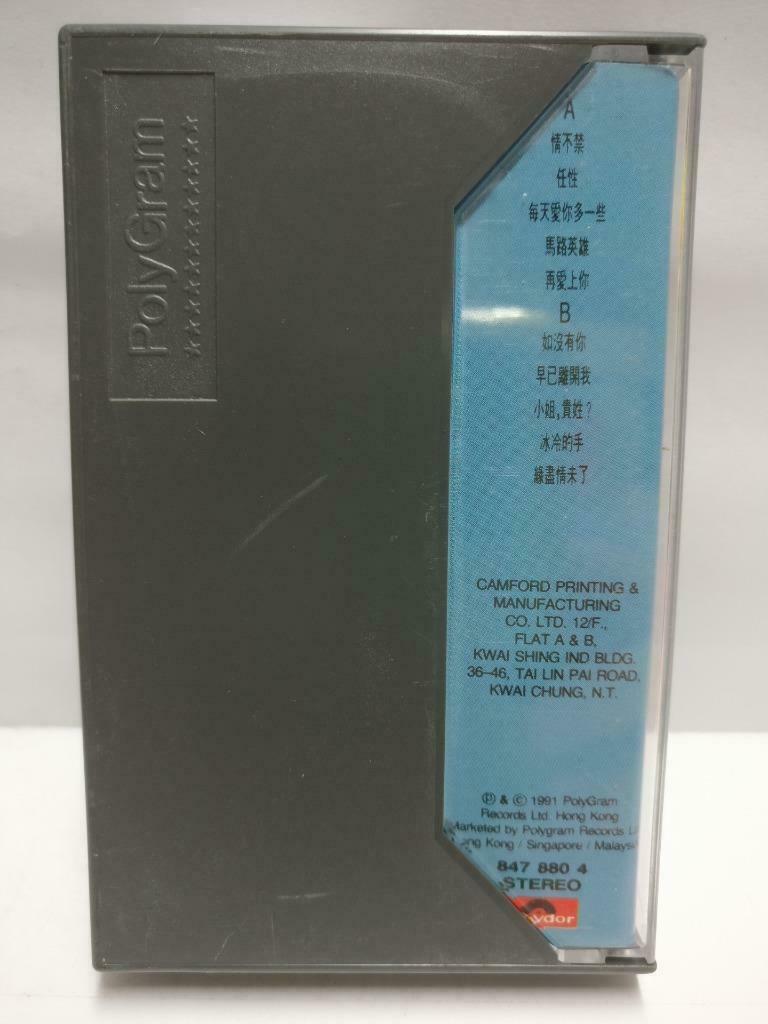 PolyGram
A
情不禁
任性
每天愛你多一些
馬路英雄
再愛上你
B
如沒有你
早已離開我
小姐,貴姓?
冰冷的手
緣盡情未了
CAMFORD PRINTING &
MANUFACTURING
CO. LTD. 12/F.,
FLAT A & B,
KWAI SHING IND BLDG.
36–46, TAI LIN PAI ROAD,
KWAI CHUNG, N.T.
℗ & © 1991 PolyGram
Records Ltd. Hong Kong
Marketed by Polygram Records
Kong / Singapore /
847 880 4
STEREO